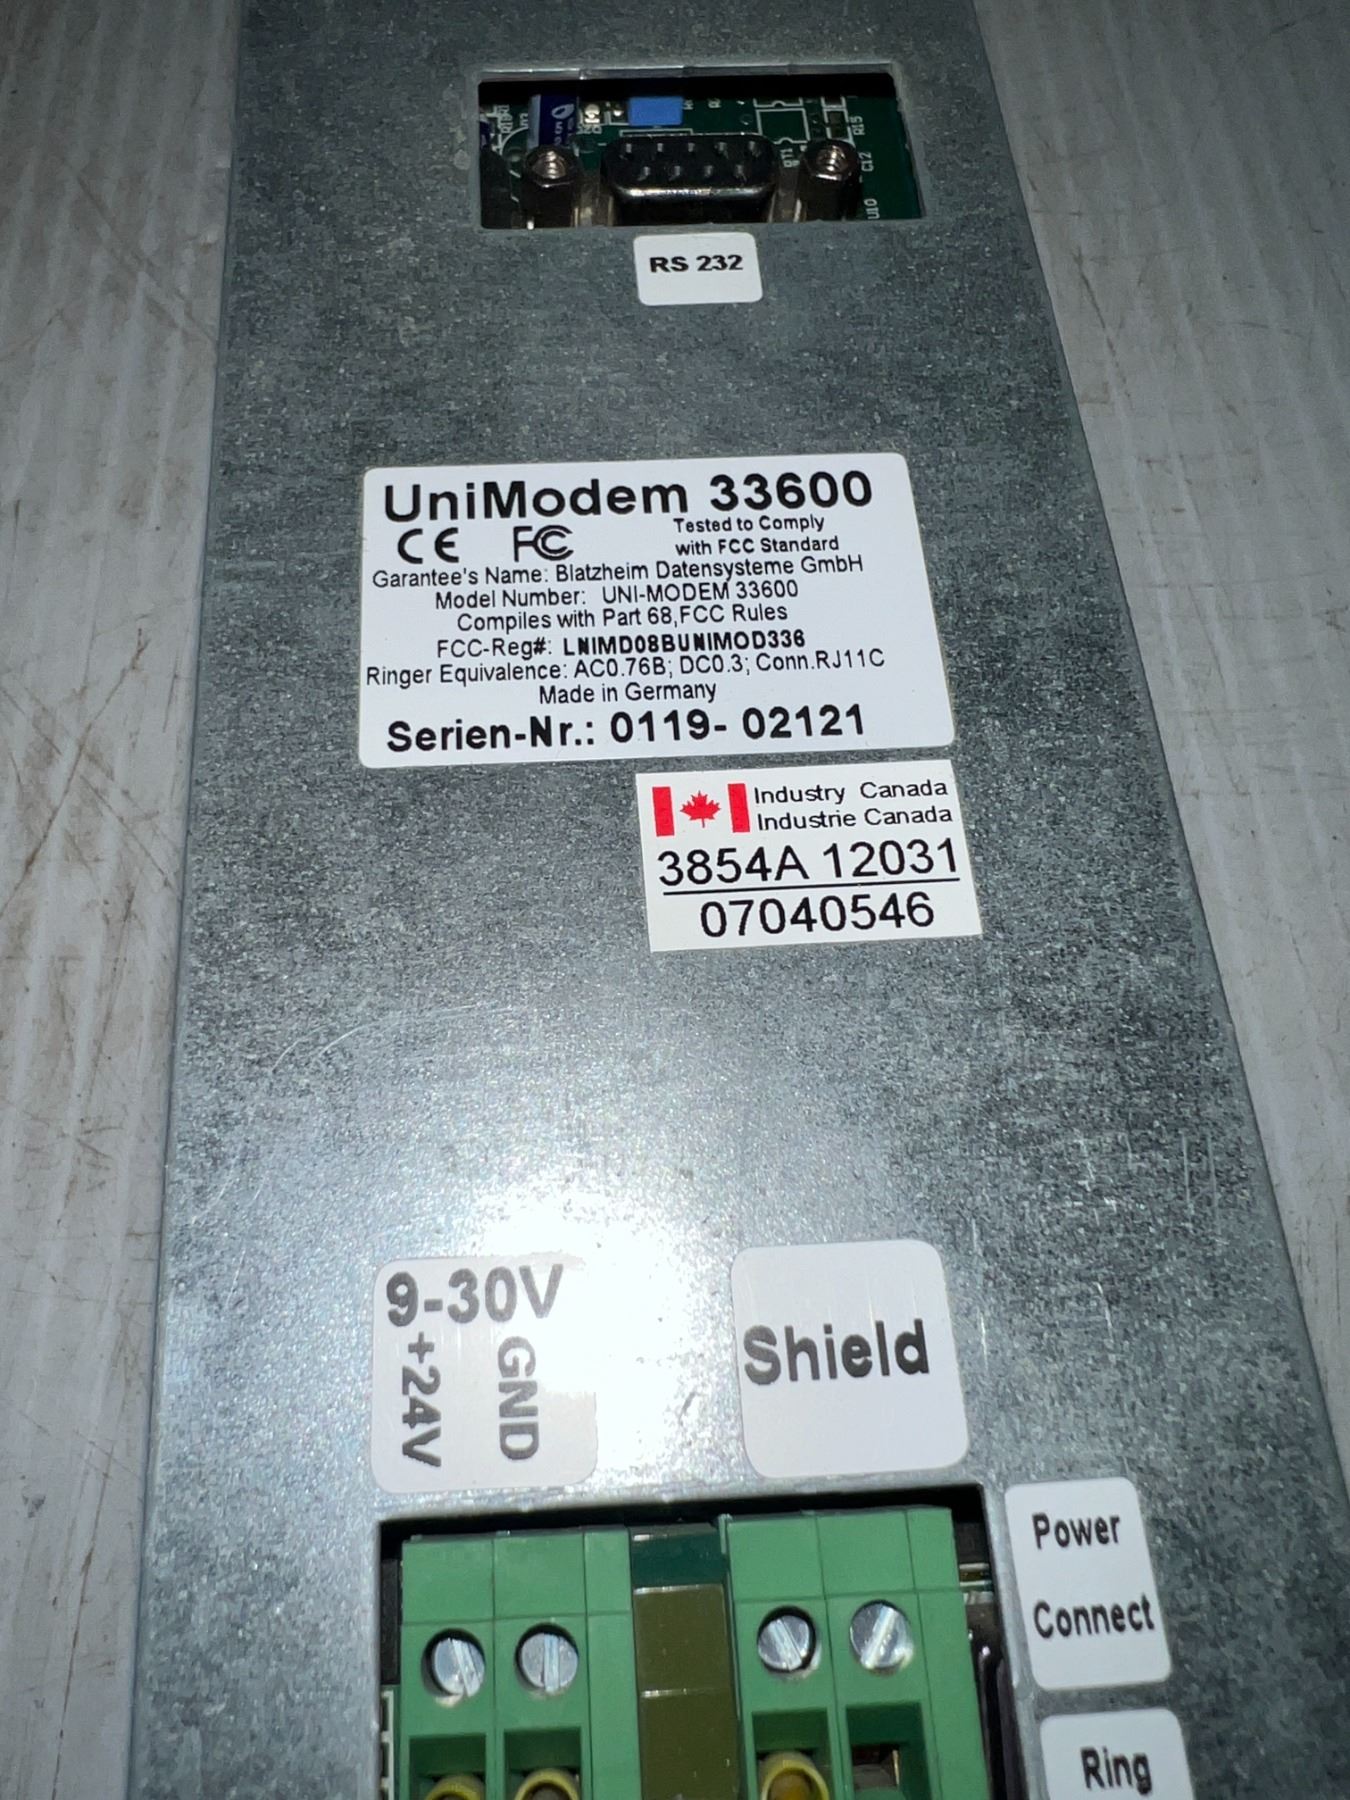 RS 232
UniModem 33600
CE FC Tested to Comply
with FCC Standard
Garantee's Name: Blatzheim Datensysteme GmbH
Model Number: UNI-MODEM 33600
Compiles with Part 68,FCC Rules
FCC-Reg#: LNIMD08BUNIMOD336
Ringer Equivalence: AC0.76B; DC0.3; Conn.RJ11C
Made in Germany
Serien-Nr.: 0119- 02121
Industry Canada
Industrie Canada
3854A 12031
07040546
9-30V
+24V
GND
Shield
Power
Connect
Ring
R15
C12
U10